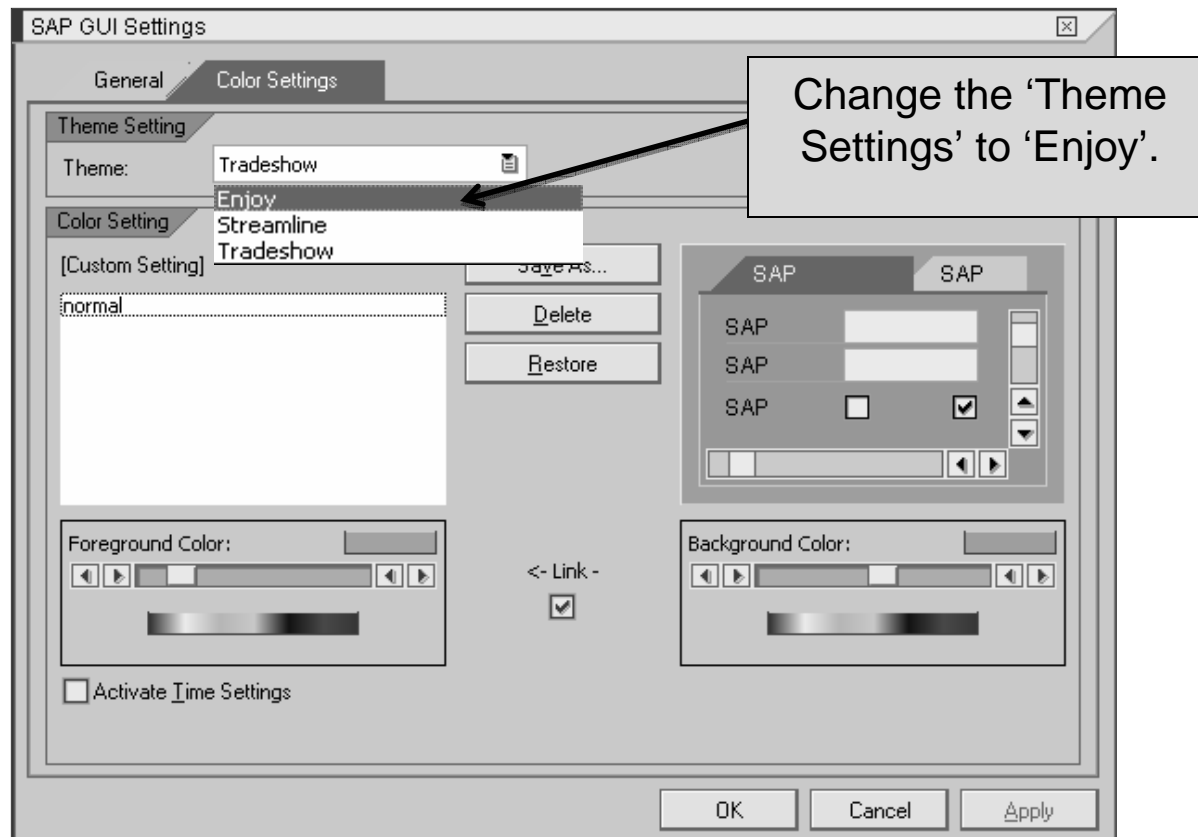 SAP GUI Settings
General Color Settings
Change the ‘Theme
Settings’ to ‘Enjoy’.
Theme Setting
Theme: Tradeshow
Enjoy
Streamline
Tradeshow
Color Setting
[Custom Setting]
Save As...
normal
Delete
Restore
SAP SAP
SAP
SAP
SAP
Foreground Color:
<- Link -
Background Color:
Activate Time Settings
OK Cancel Apply